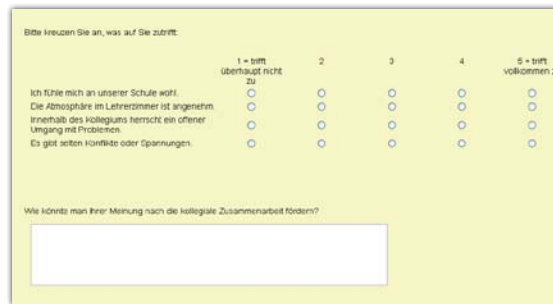 Bitte kreuzen Sie an, was auf Sie zutrifft:
1 = trifft überhaupt nicht zu 2 3 4 5 = trifft vollkommen
Ich fühle mich an unserer Schule wohl.
Die Atmosphäre im Lehrerzimmer ist angenehm
Innerhalb des Kollegiums herrscht ein offener
Umgang mit Problemen.
Es gibt selten Konflikte oder Spannungen.
Wie könnte man Ihrer Meinung nach die kollegiale Zusammenarbeit fördern?